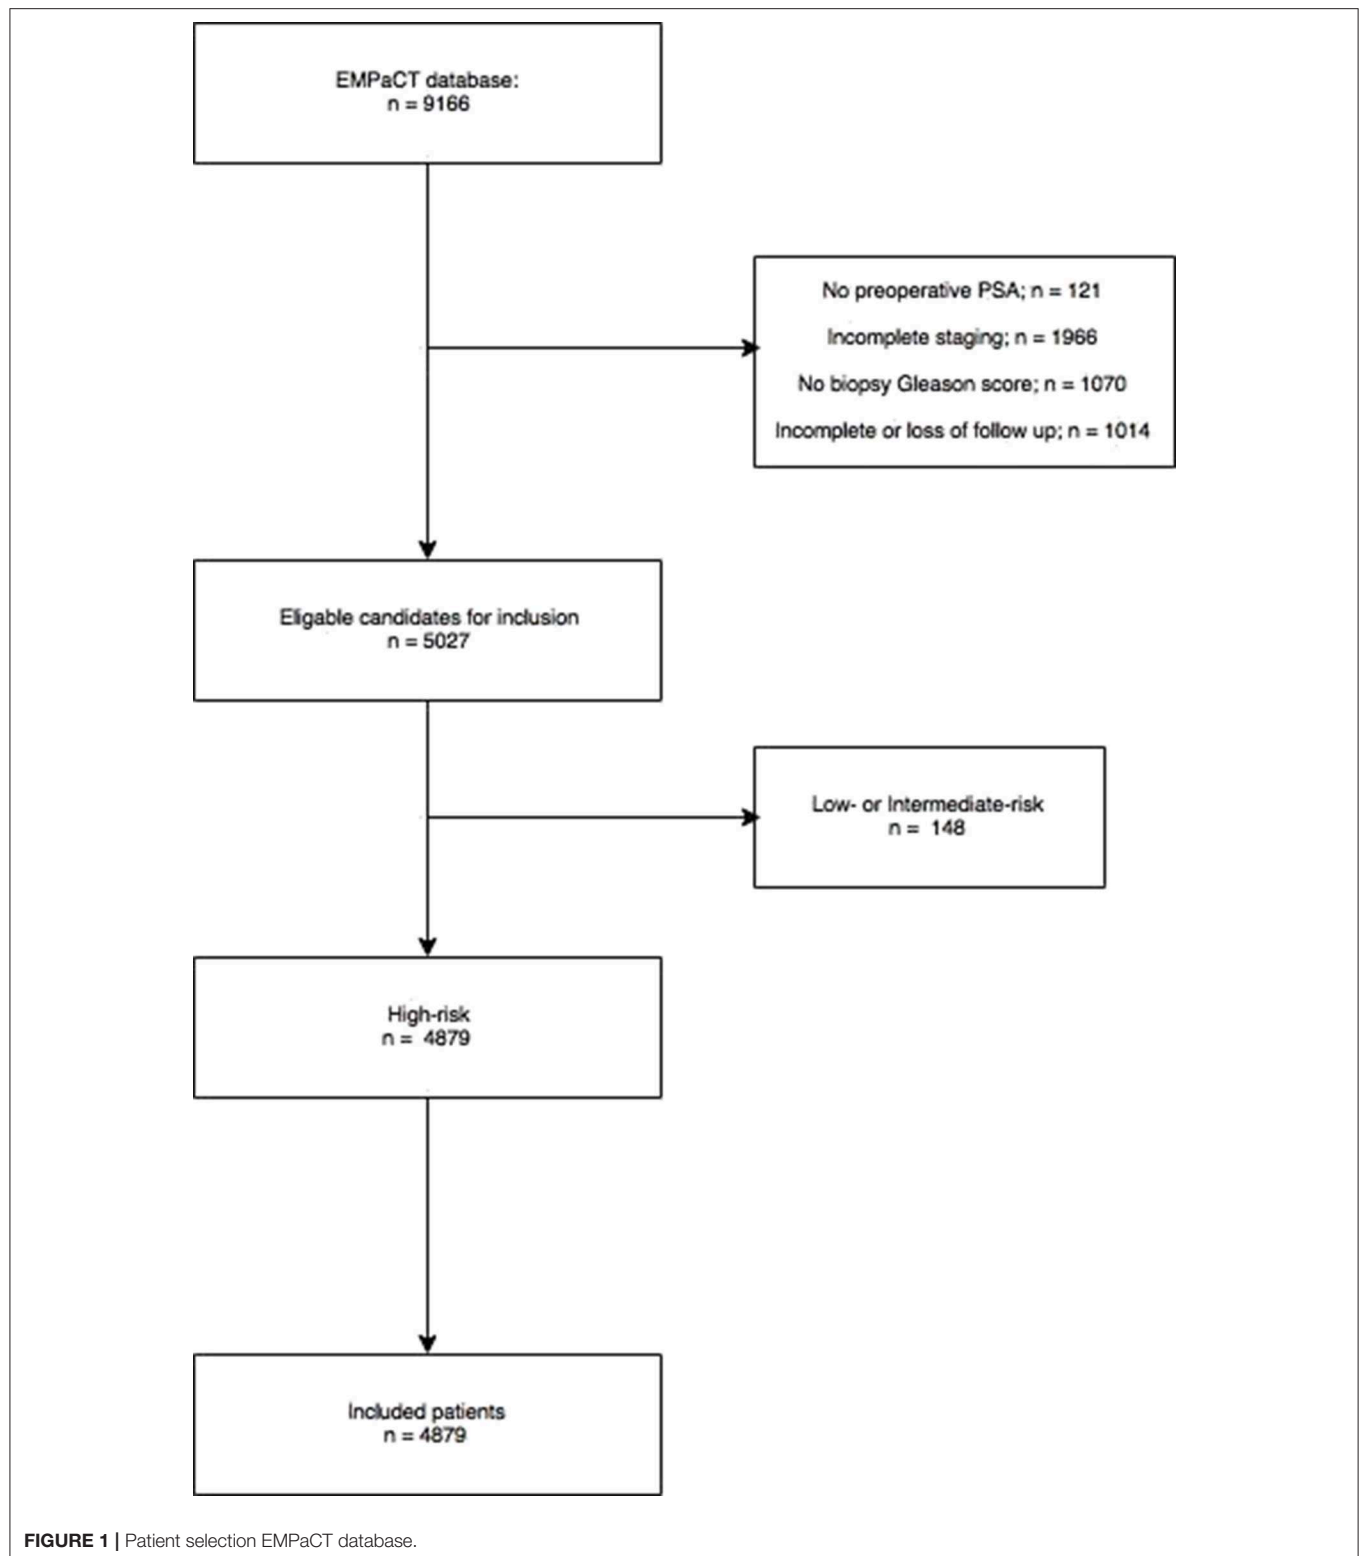 EMPaCT database:
n = 9166
No preoperative PSA; n = 121
Incomplete staging; n = 1966
No biopsy Gleason score; n = 1070
Incomplete or loss of follow up; n = 1014
Eligable candidates for inclusion
n = 5027
Low- or Intermediate-risk
n = 148
High-risk
n = 4879
Included patients
n = 4879
FIGURE 1 | Patient selection EMPaCT database.